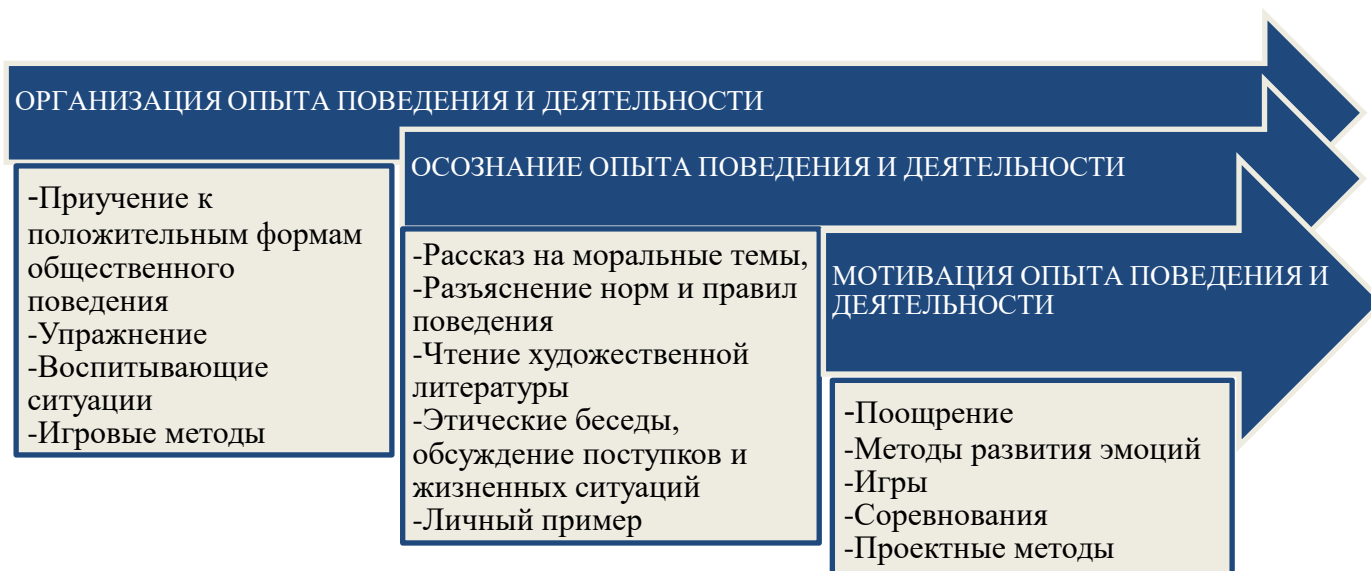 ОРГАНИЗАЦИЯ ОПЫТА ПОВЕДЕНИЯ И ДЕЯТЕЛЬНОСТИ
-Приучение к
положительным формам
общественного
поведения
-Упражнение
-Воспитывающие
ситуации
-Игровые методы
ОСОЗНАНИЕ ОПЫТА ПОВЕДЕНИЯ И ДЕЯТЕЛЬНОСТИ
-Рассказ на моральные темы,
-Разъяснение норм и правил
поведения
-Чтение художественной
литературы
-Этические беседы,
обсуждение поступков и
жизненных ситуаций
-Личный пример
МОТИВАЦИЯ ОПЫТА ПОВЕДЕНИЯ И
ДЕЯТЕЛЬНОСТИ
-Поощрение
-Методы развития эмоций
-Игры
-Соревнования
-Проектные методы